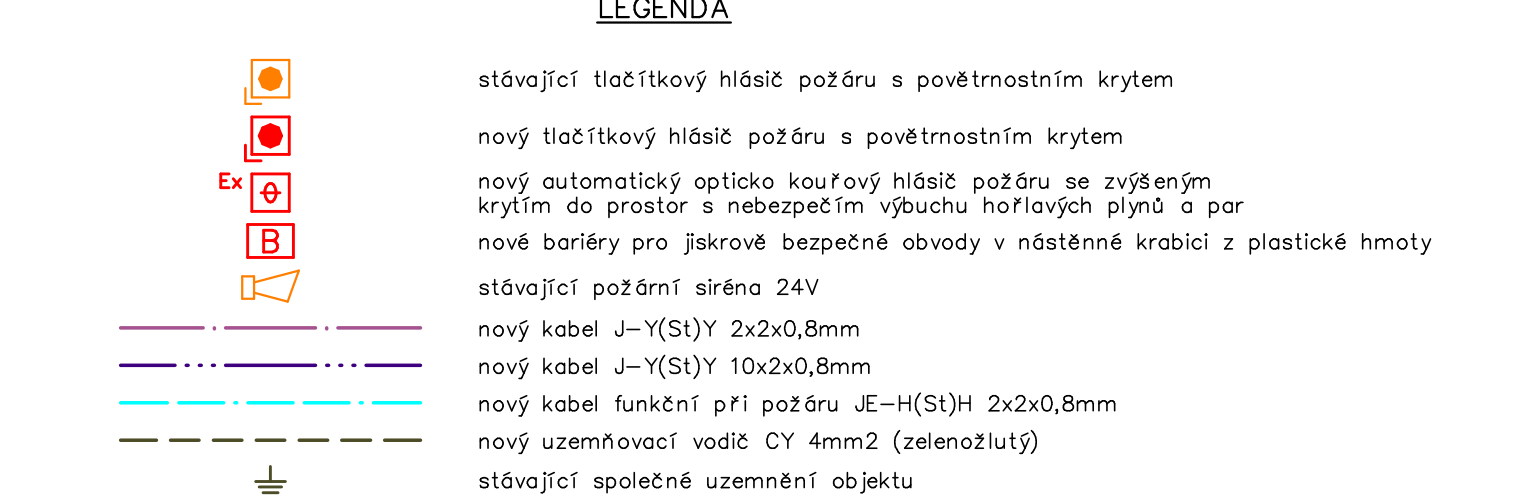 LEGENDA
stávající tlačítkový hlásič požáru s povětrnostním krytem
nový tlačítkový hlásič požáru s povětrnostním krytem
Ex
nový automatický opticko kouřový hlásič požáru se zvýšeným
krytím do prostor s nebezpečím výbuchu hořlavých plynů a par
B
nové bariéry pro jiskrově bezpečné obvody v nástěnné krabici z plastické hmoty
stávající požární siréna 24V
nový kabel J-Y(St)Y 2x2x0,8mm
nový kabel J-Y(St)Y 10x2x0,8mm
nový kabel funkční při požáru JE-H(St)H 2x2x0,8mm
nový uzemňovací vodič CY 4mm2 (zelenožlutý)
stávající společné uzemnění objektu